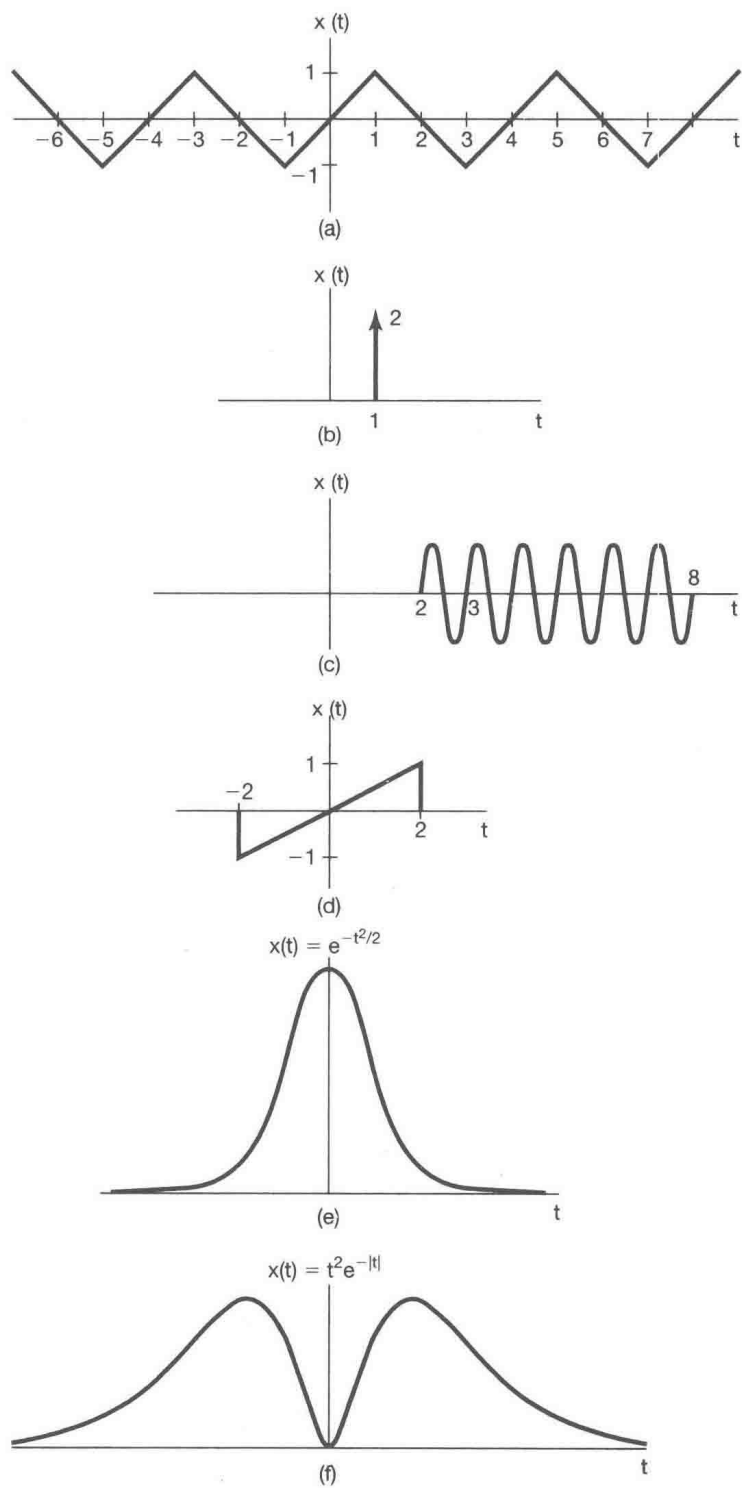 x (t)
1
−6 −5 −4 −3 −2 −1 1 2 3 4 5 6 7 t
−1
(a)
x (t)
2
1 t
(b)
x (t)
8
2 3 t
(c)
x (t)
1
−2
2 t
−1
(d)
x(t) = e^{−t²/2}
(e) t
x(t) = t²e^{−|t|}
(f) t